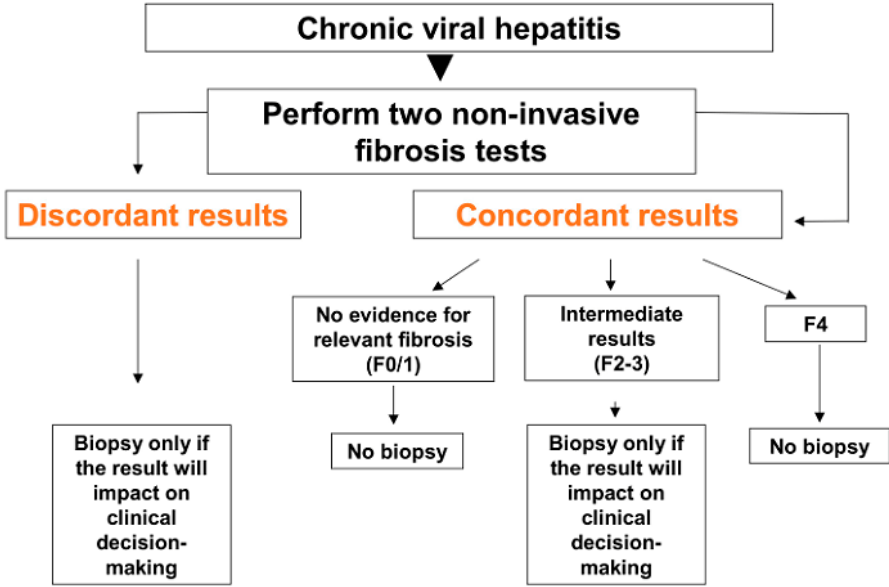 Chronic viral hepatitis
Perform two non-invasive
fibrosis tests
Discordant results
Concordant results
No evidence for
relevant fibrosis
(F0/1)
Intermediate
results
(F2-3)
F4
No biopsy
No biopsy
Biopsy only if
the result will
impact on
clinical
decision-
making
Biopsy only if
the result will
impact on
clinical
decision-
making